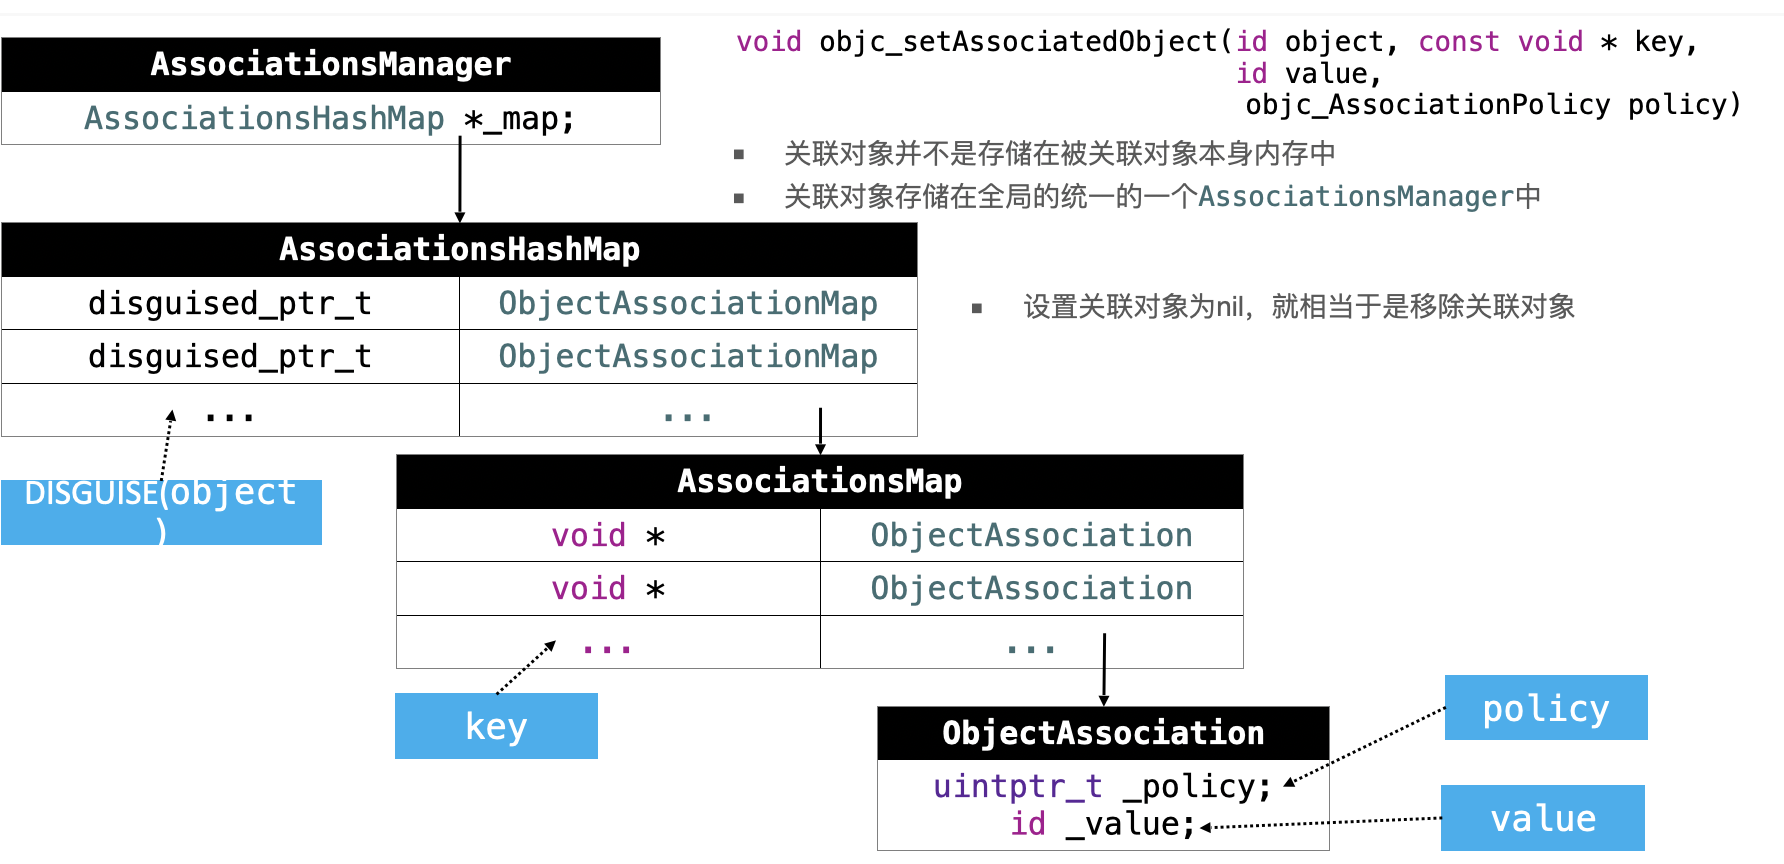 void objc_setAssociatedObject(id object, const void * key,
id value,
objc_AssociationPolicy policy)
AssociationsManager
AssociationsHashMap *_map;
▪ 关联对象并不是存储在被关联对象本身内存中
▪ 关联对象存储在全局的统一的一个AssociationsManager中
AssociationsHashMap
disguised_ptr_t ObjectAssociationMap
disguised_ptr_t ObjectAssociationMap
... ...
▪ 设置关联对象为nil，就相当于是移除关联对象
DISGUISE(object
)
AssociationsMap
void * ObjectAssociation
void * ObjectAssociation
... ...
key
ObjectAssociation
uintptr_t _policy;
id _value;
policy
value